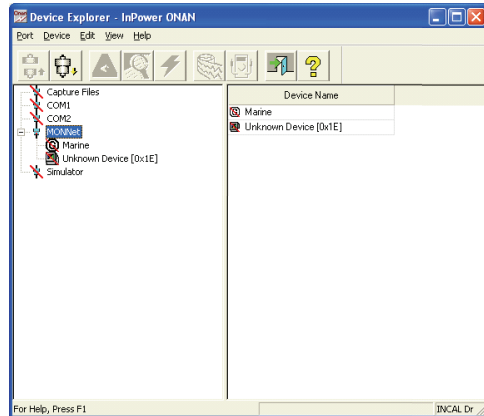 Device Explorer - InPower ONAN
Port Device Edit View Help
Capture Files
COM1
COM2
MONNet
Marine
Unknown Device [0x1E]
Simulator
Device Name
Marine
Unknown Device [0x1E]
For Help, Press F1
INCAL Dr